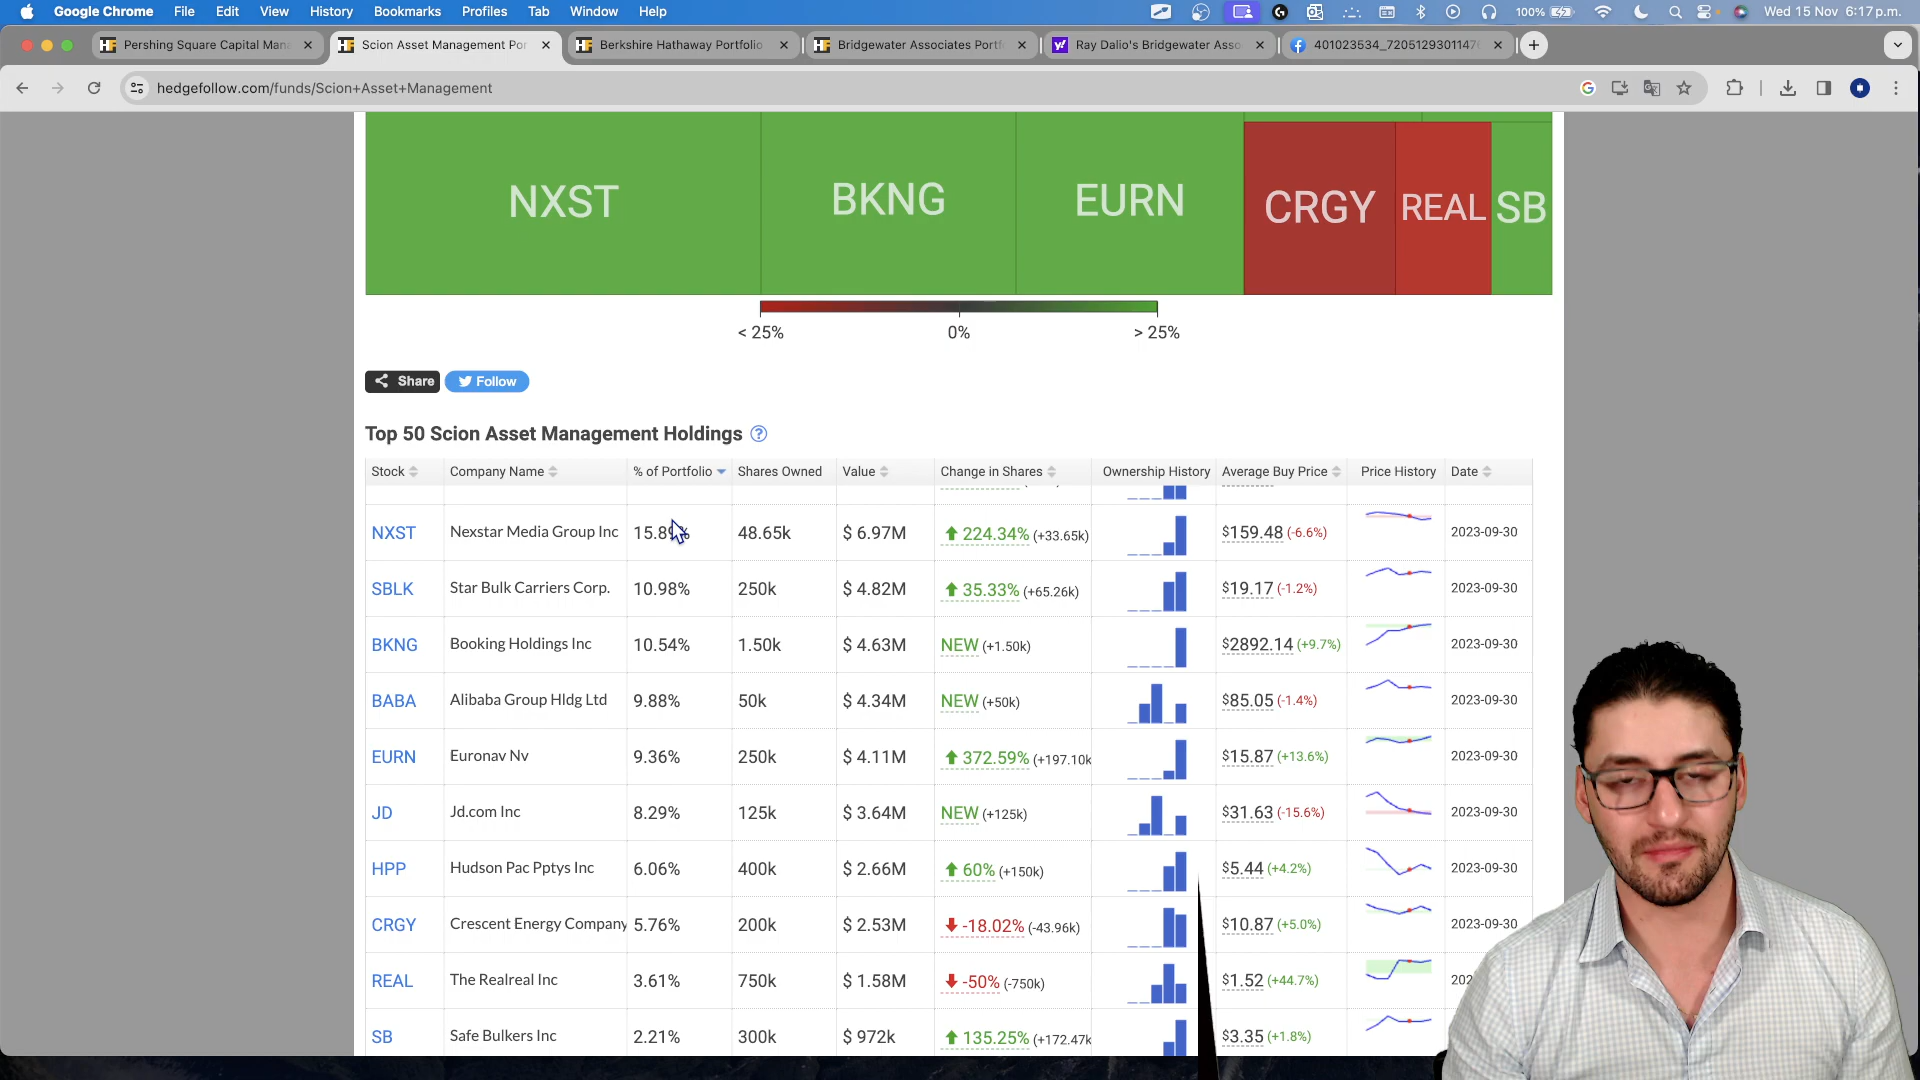 Google Chrome File Edit View History Bookmarks Profiles Tab Window Help 100% Wed 15 Nov 6:17 p.m.
Pershing Square Capital Mana Scion Asset Management Por Berkshire Hathaway Portfolio Bridgewater Associates Portf Ray Dalio's Bridgewater Asso 401023534_7205129301147
hedgefollow.com/funds/Scion+Asset+Management
NXST BKNG EURN CRGY REAL SB
< 25% 0% > 25%
Share Follow
Top 50 Scion Asset Management Holdings ?
Stock Company Name % of Portfolio Shares Owned Value Change in Shares Ownership History Average Buy Price Price History Date
NXST Nexstar Media Group Inc 15.89% 48.65k $ 6.97M 224.34% (+33.65k) $159.48 (-6.6%) 2023-09-30
SBLK Star Bulk Carriers Corp. 10.98% 250k $ 4.82M 35.33% (+65.26k) $19.17 (-1.2%) 2023-09-30
BKNG Booking Holdings Inc 10.54% 1.50k $ 4.63M NEW (+1.50k) $2892.14 (+9.7%) 2023-09-30
BABA Alibaba Group Hldg Ltd 9.88% 50k $ 4.34M NEW (+50k) $85.05 (-1.4%) 2023-09-30
EURN Euronav Nv 9.36% 250k $ 4.11M 372.59% (+197.10k $15.87 (+13.6%) 2023-09-30
JD Jd.com Inc 8.29% 125k $ 3.64M NEW (+125k) $31.63 (-15.6%) 2023-09-30
HPP Hudson Pac Pptys Inc 6.06% 400k $ 2.66M 60% (+150k) $5.44 (+4.2%) 2023-09-30
CRGY Crescent Energy Company 5.76% 200k $ 2.53M -18.02% (-43.96k) $10.87 (+5.0%) 2023-09-30
REAL The Realreal Inc 3.61% 750k $ 1.58M -50% (-750k) $1.52 (+44.7%) 202
SB Safe Bulkers Inc 2.21% 300k $ 972k 135.25% (+172.47k $3.35 (+1.8%)